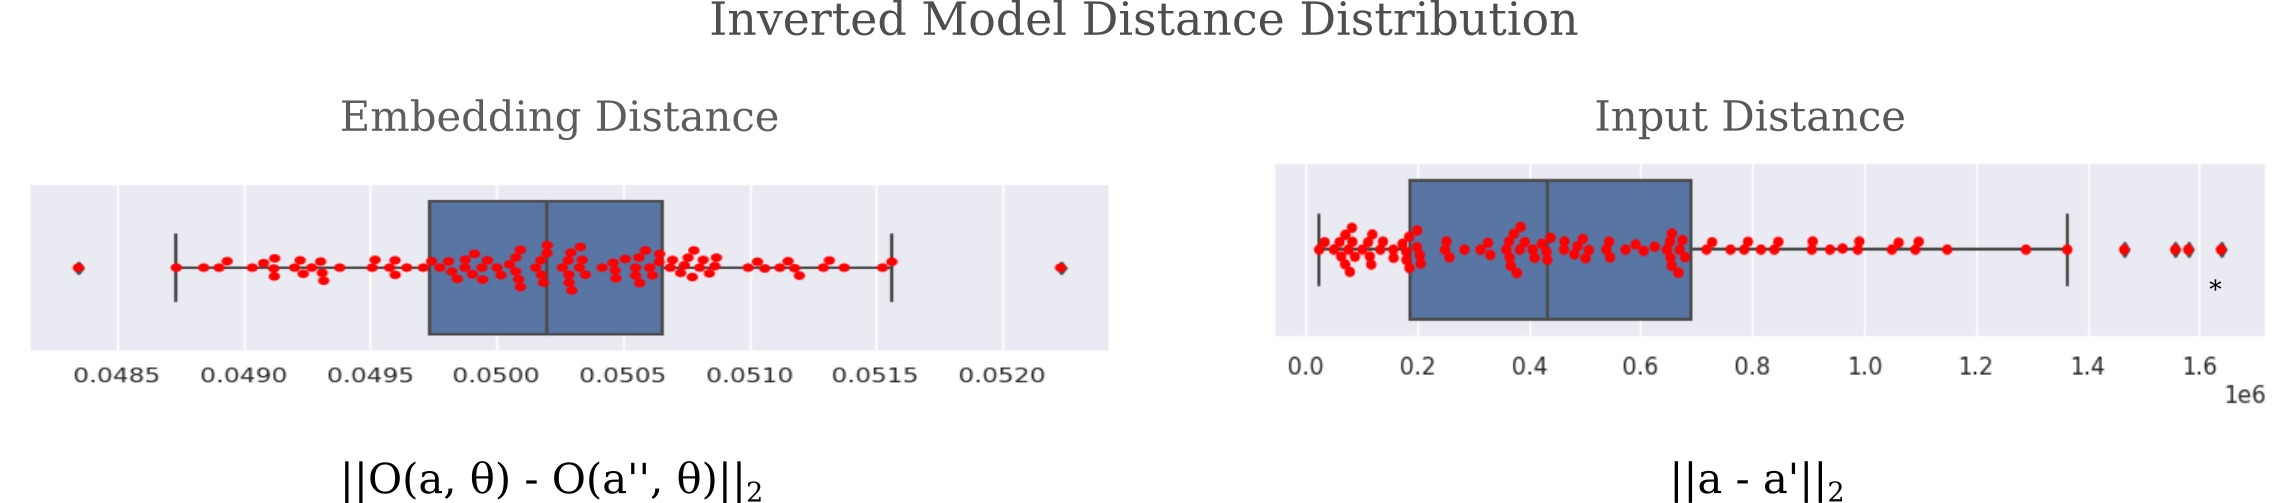 Inverted Model Distance Distribution
Embedding Distance
0.0485 0.0490 0.0495 0.0500 0.0505 0.0510 0.0515 0.0520
||O(a, θ) - O(a'', θ)||₂
Input Distance
*
0.0 0.2 0.4 0.6 0.8 1.0 1.2 1.4 1.6
1e6
||a - a'||₂